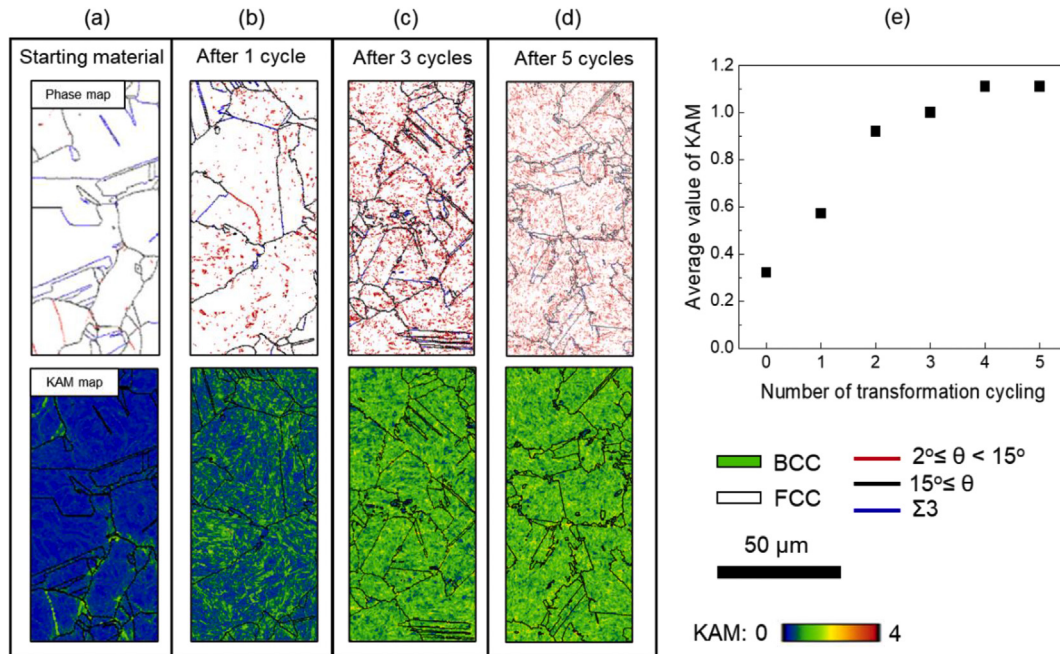 (a)
(b)
(c)
(d)
(e)
Starting material
After 1 cycle
After 3 cycles
After 5 cycles
Phase map
KAM map
Average value of KAM
1.2
1.0
0.8
0.6
0.4
0.2
0.0
0 1 2 3 4 5
Number of transformation cycling
BCC
FCC
2°≤ θ < 15°
15°≤ θ
Σ3
50 μm
KAM: 0 4